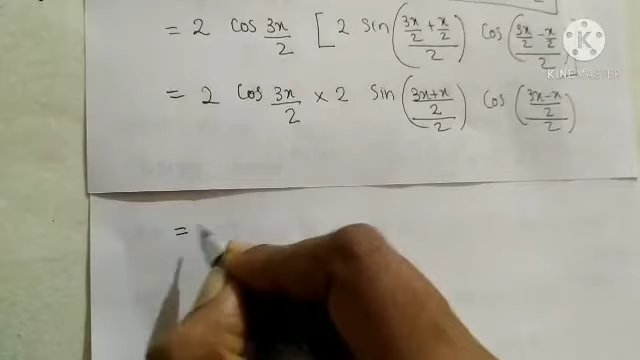 = 2 cos 3x/2 [ 2 sin ( (3x/2 + x/2)/2 ) cos ( (3x/2 - x/2)/2 )
= 2 cos 3x/2 × 2 sin ( ((3x+x)/2)/2 ) cos ( ((3x-x)/2)/2 )
=
KINEMASTER